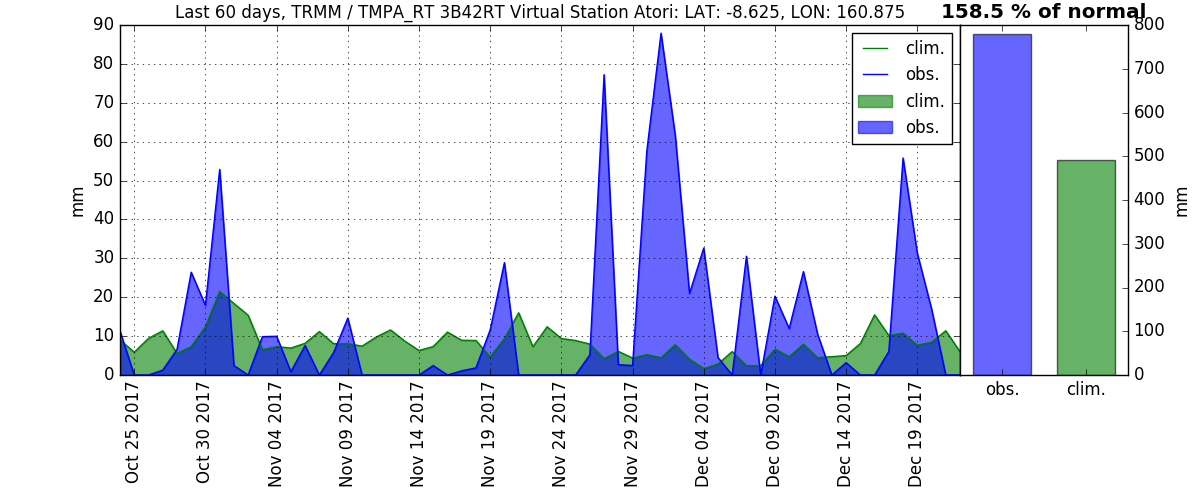 Last 60 days, TRMM / TMPA_RT 3B42RT Virtual Station Atori: LAT: -8.625, LON: 160.875
158.5 % of normal
90
80
70
60
50
40
30
20
10
0
mm
clim.
obs.
clim.
obs.
800
700
600
500
400
300
200
100
0
mm
Oct 25 2017
Oct 30 2017
Nov 04 2017
Nov 09 2017
Nov 14 2017
Nov 19 2017
Nov 24 2017
Nov 29 2017
Dec 04 2017
Dec 09 2017
Dec 14 2017
Dec 19 2017
obs.
clim.